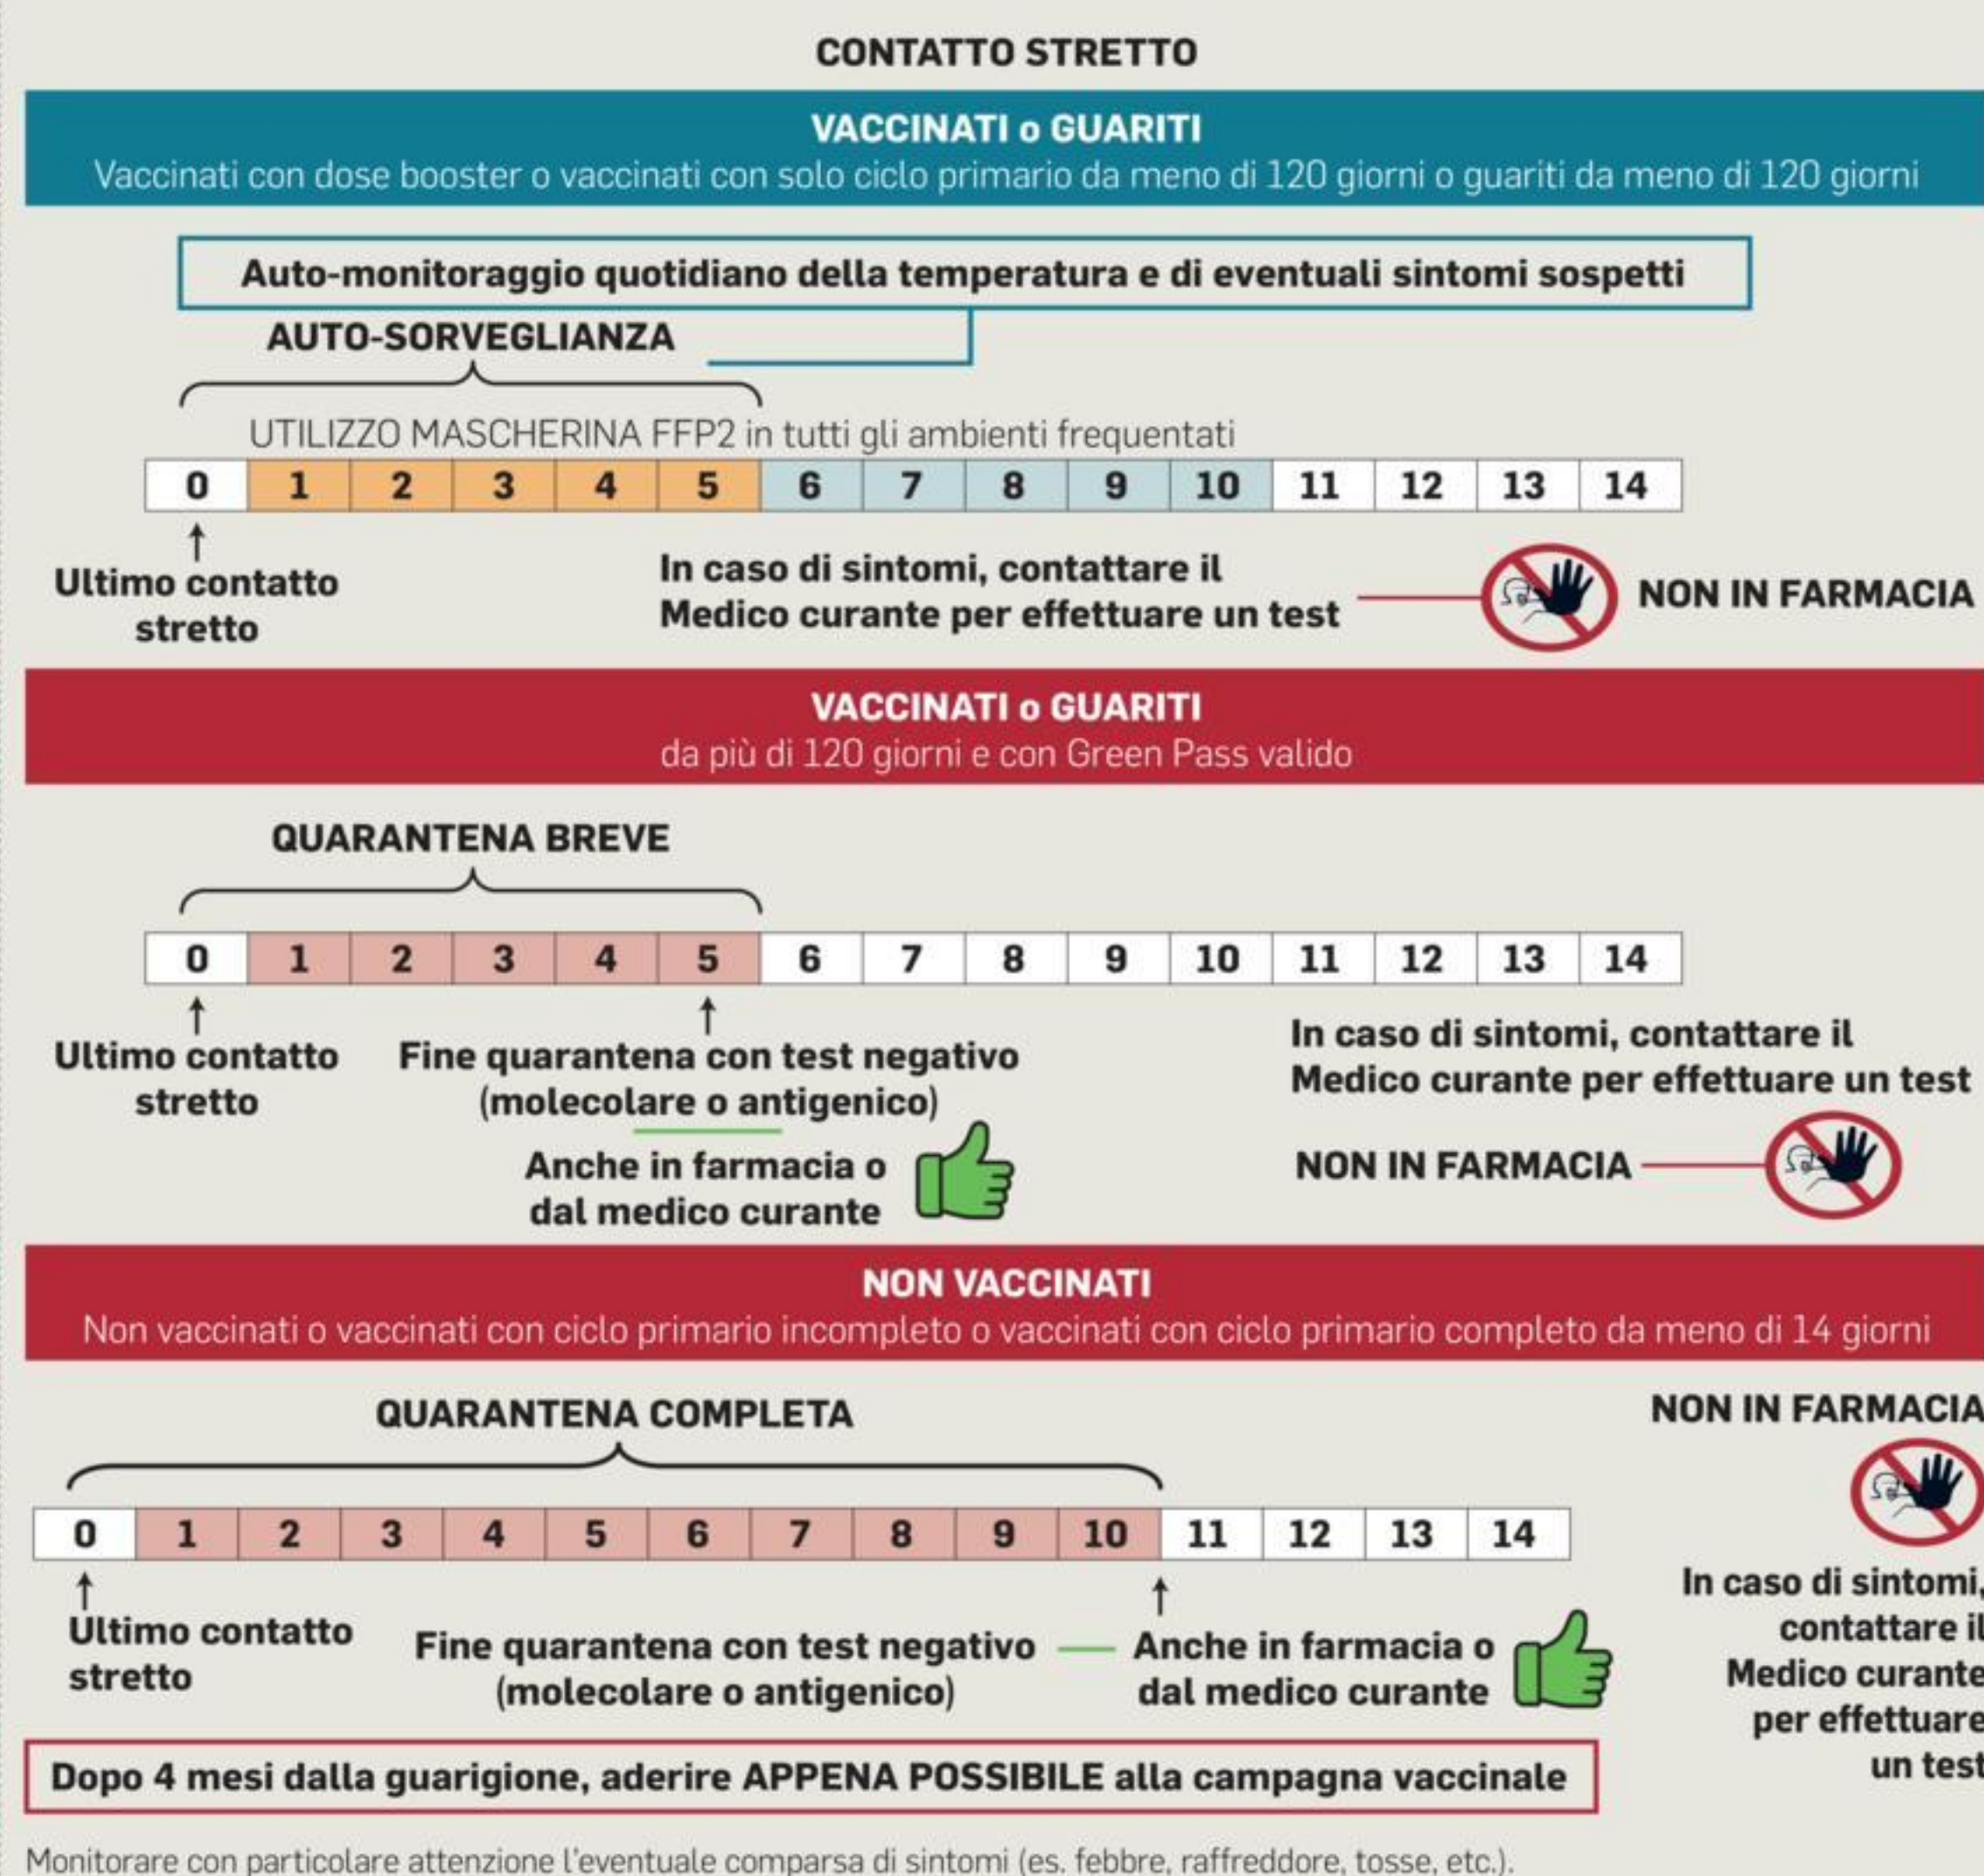 CONTATTO STRETTO
VACCINATI o GUARITI
Vaccinati con dose booster o vaccinati con solo ciclo primario da meno di 120 giorni o guariti da meno di 120 giorni
Auto-monitoraggio quotidiano della temperatura e di eventuali sintomi sospetti
AUTO-SORVEGLIANZA
UTILIZZO MASCHERINA FFP2 in tutti gli ambienti frequentati
0 1 2 3 4 5 6 7 8 9 10 11 12 13 14
Ultimo contatto
stretto
In caso di sintomi, contattare il
Medico curante per effettuare un test
NON IN FARMACIA
VACCINATI o GUARITI
da più di 120 giorni e con Green Pass valido
QUARANTENA BREVE
0 1 2 3 4 5 6 7 8 9 10 11 12 13 14
Ultimo contatto
stretto
Fine quarantena con test negativo
(molecolare o antigenico)
Anche in farmacia o
dal medico curante
In caso di sintomi, contattare il
Medico curante per effettuare un test
NON IN FARMACIA
NON VACCINATI
Non vaccinati o vaccinati con ciclo primario incompleto o vaccinati con ciclo primario completo da meno di 14 giorni
QUARANTENA COMPLETA
0 1 2 3 4 5 6 7 8 9 10 11 12 13 14
Ultimo contatto
stretto
Fine quarantena con test negativo
(molecolare o antigenico)
Anche in farmacia o
dal medico curante
NON IN FARMACIA
In caso di sintomi,
contattare il
Medico curante
per effettuare
un test
Dopo 4 mesi dalla guarigione, aderire APPENA POSSIBILE alla campagna vaccinale
Monitorare con particolare attenzione l'eventuale comparsa di sintomi (es. febbre, raffreddore, tosse, etc.).